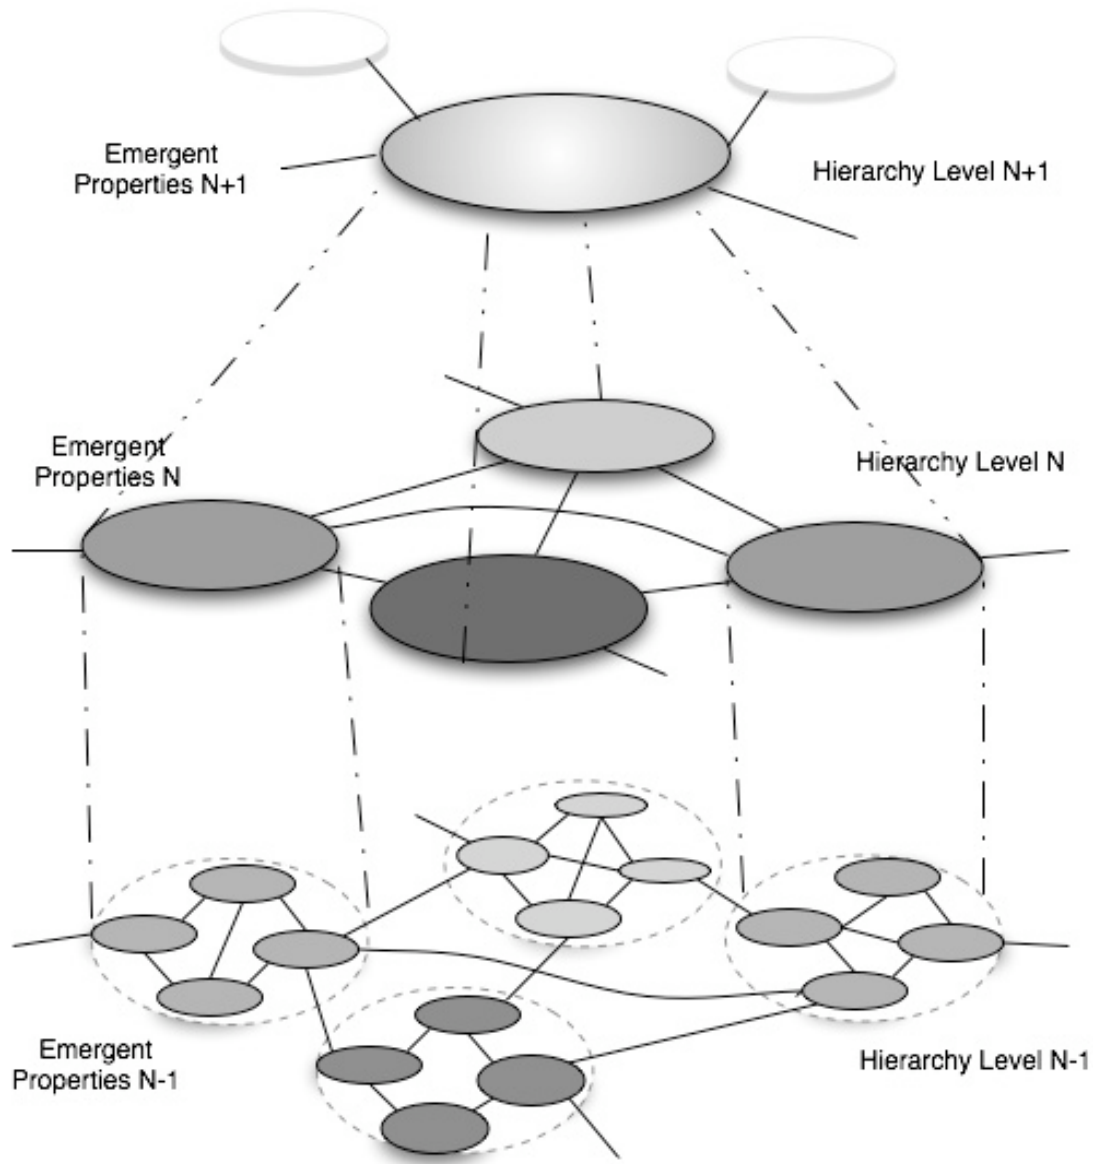 Emergent
Properties N+1
Hierarchy Level N+1
Emergent
Properties N
Hierarchy Level N
Emergent
Properties N-1
Hierarchy Level N-1